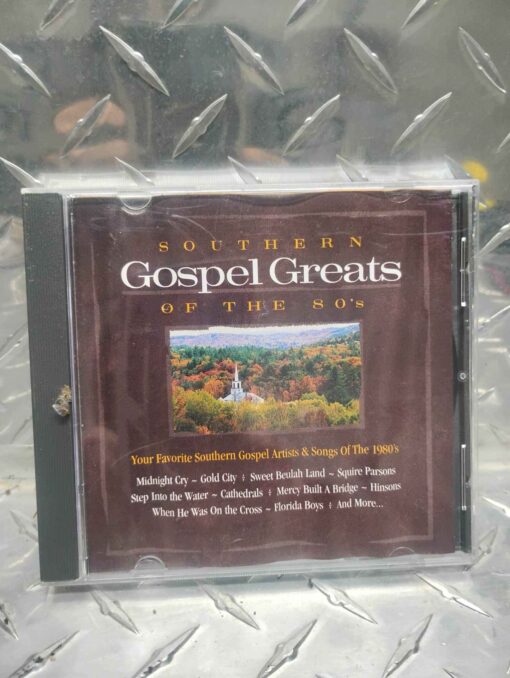 SOUTHERN
Gospel Greats
OF THE 80's
Your Favorite Southern Gospel Artists & Songs Of The 1980's
Midnight Cry ~ Gold City † Sweet Beulah Land ~ Squire Parsons
Step Into the Water ~ Cathedrals † Mercy Built A Bridge ~ Hinsons
When He Was On the Cross ~ Florida Boys † And More...